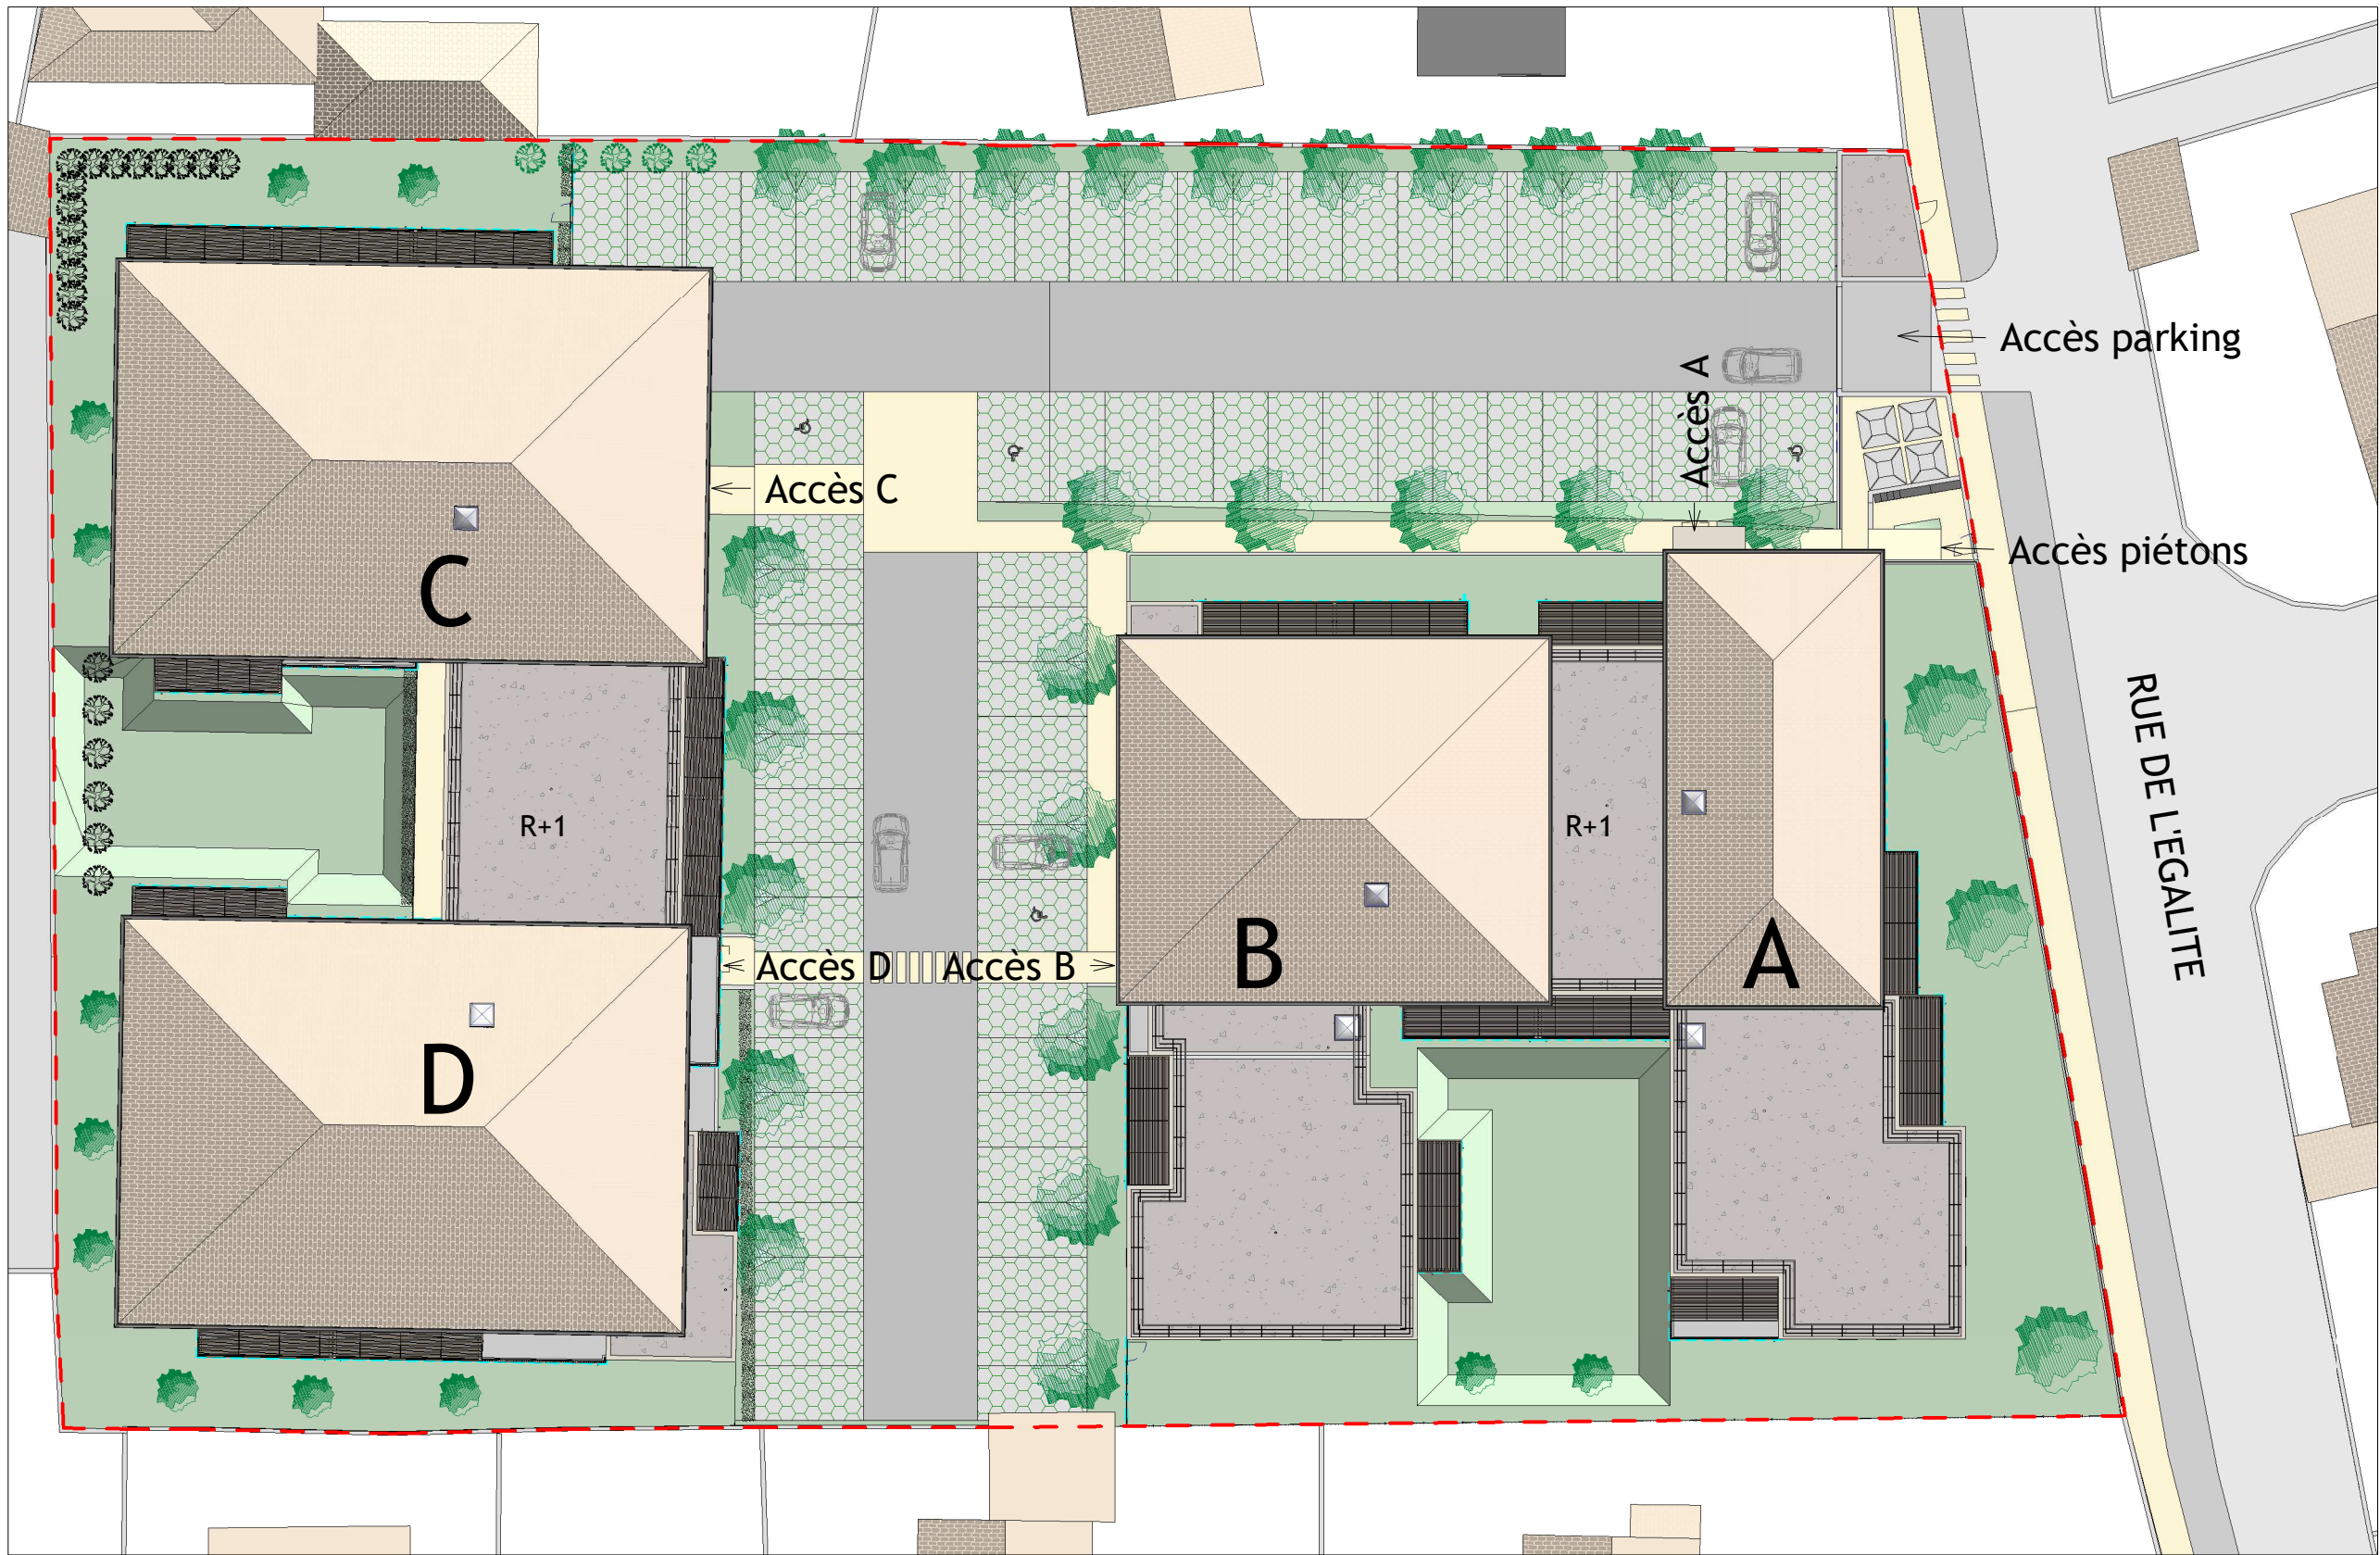 Accès parking
Accès A
Accès C
Accès piétons
C
R+1
R+1
RUE DE L'EGALITE
Accès D
Accès B
B
A
D